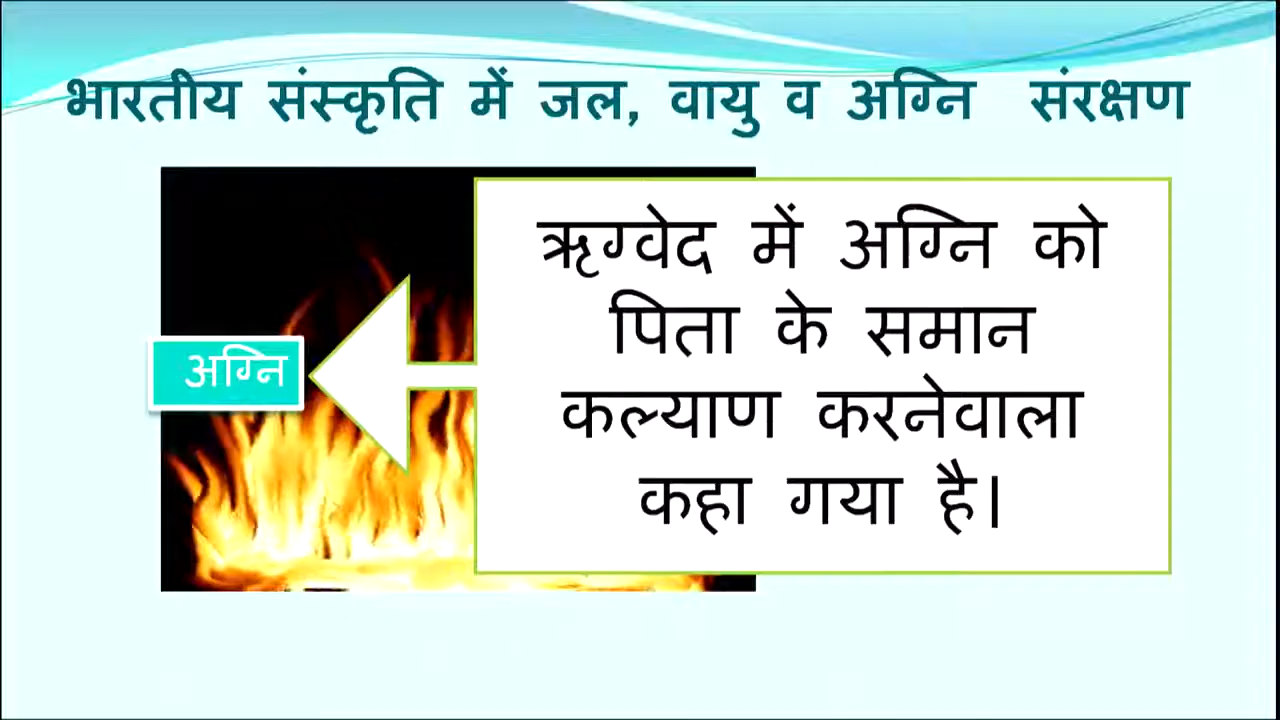 भारतीय संस्कृति में जल, वायु व अग्नि संरक्षण
ऋग्वेद में अग्नि को
पिता के समान
कल्याण करनेवाला
कहा गया है।
अग्नि